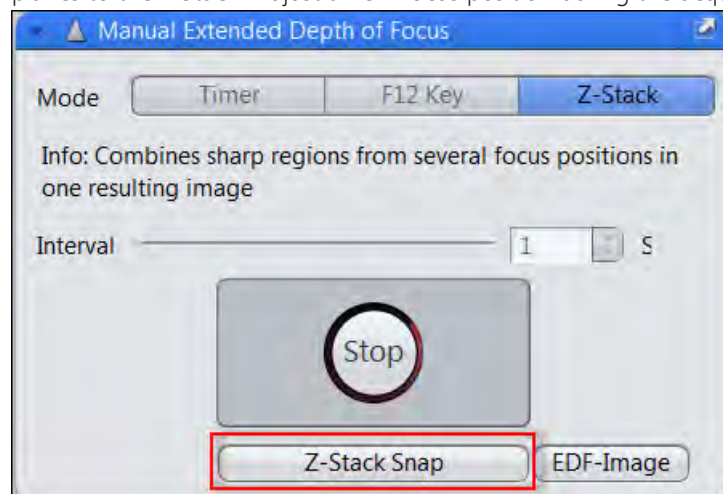 Manual Extended Depth of Focus
Mode Timer F12 Key Z-Stack
Info: Combines sharp regions from several focus positions in
one resulting image
Interval 1 S
Stop
Z-Stack Snap EDF-Image